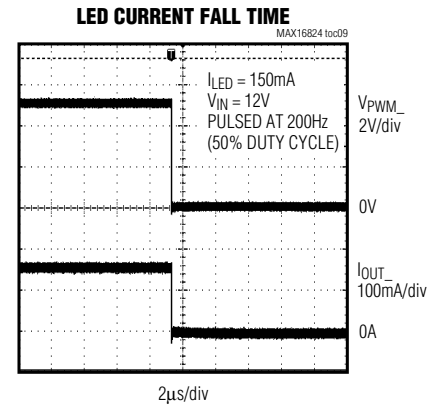 LED CURRENT FALL TIME
MAX16824 toc09
T
ILED = 150mA
VIN = 12V
PULSED AT 200Hz
(50% DUTY CYCLE)
VPWM_
2V/div
0V
IOUT_
100mA/div
0A
2μs/div